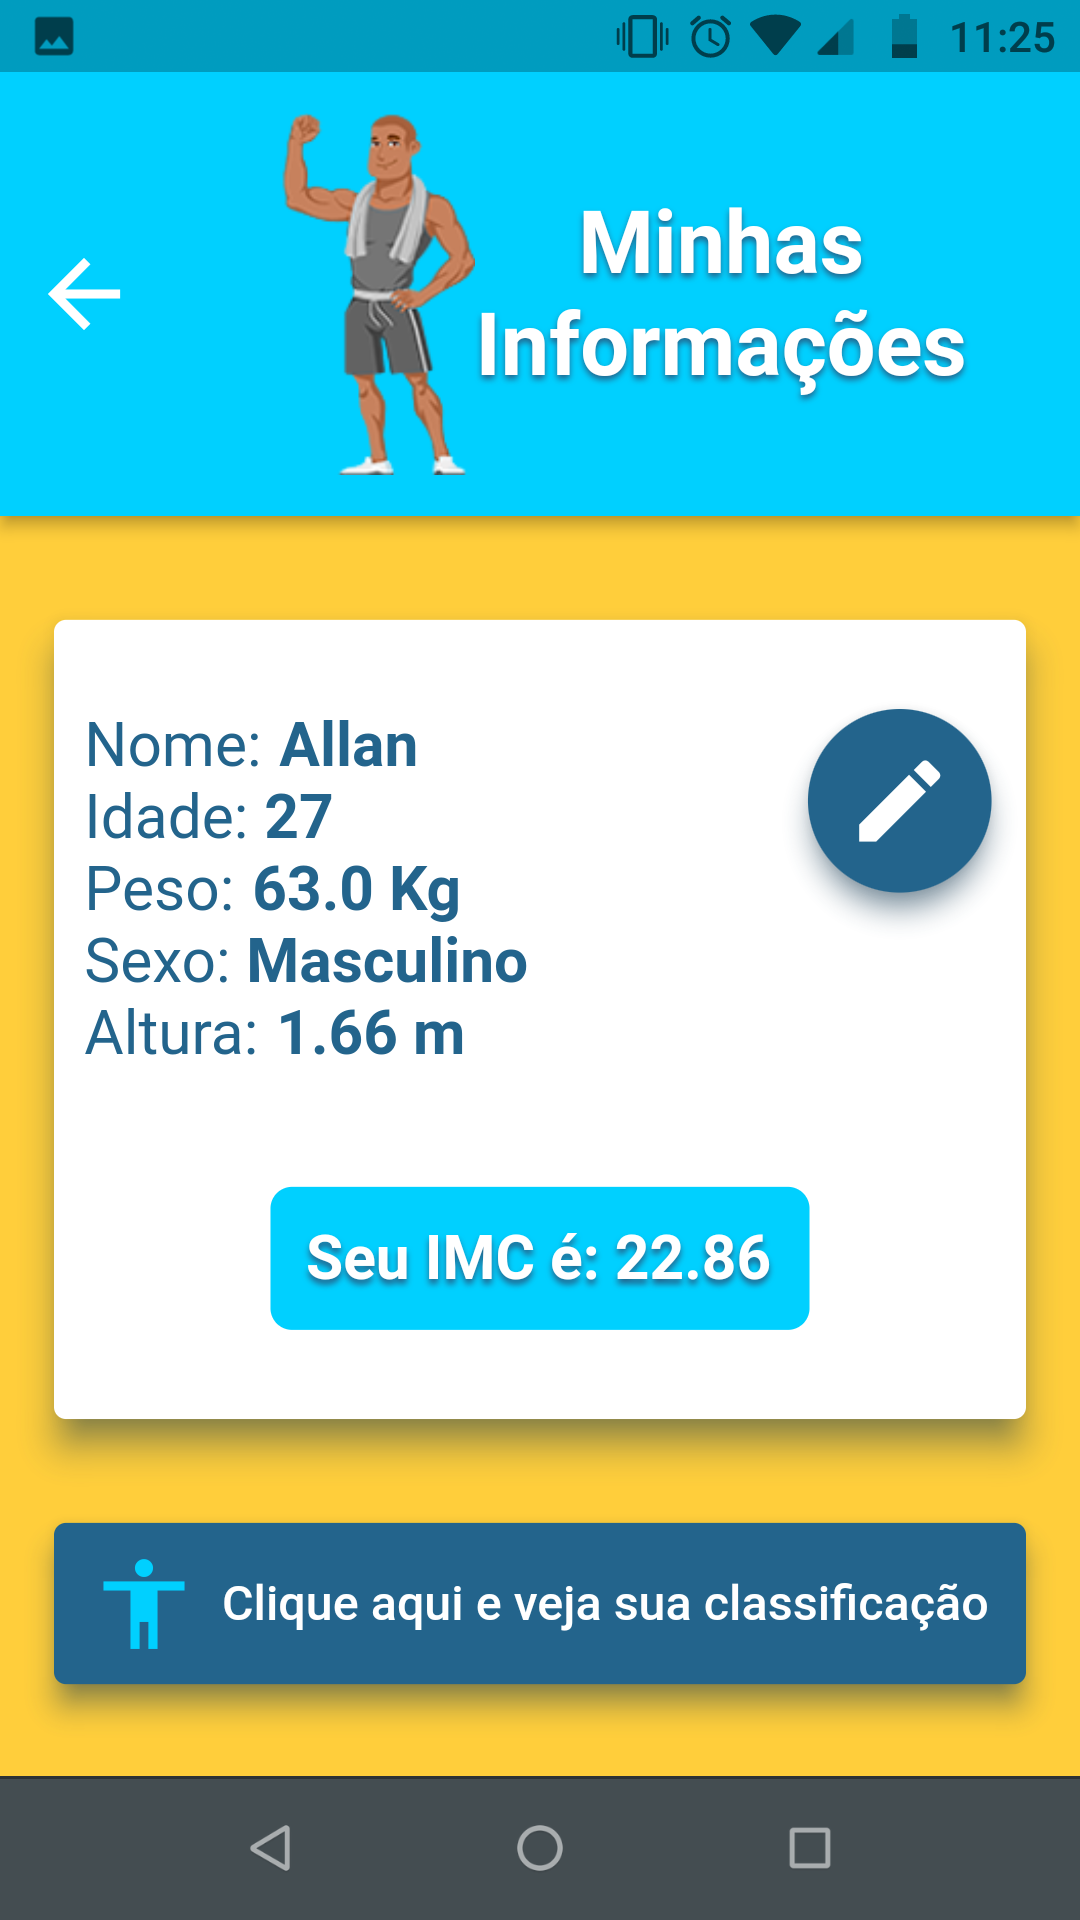 11:25
Minhas
Informações
Nome: Allan
Idade: 27
Peso: 63.0 Kg
Sexo: Masculino
Altura: 1.66 m
Seu IMC é: 22.86
Clique aqui e veja sua classificação